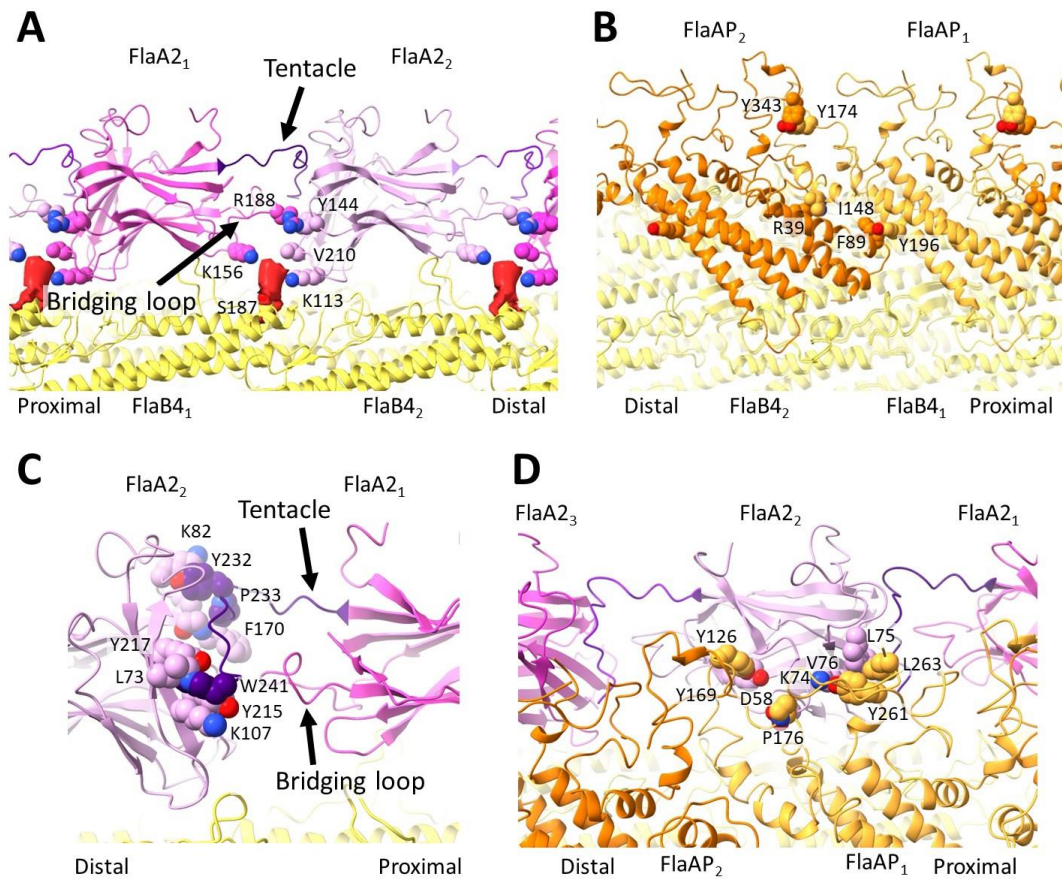 A
FlaA2₁
FlaA2₂
Tentacle
R188
Y144
V210
K156
Bridging loop
S187
K113
Proximal
FlaB4₁
FlaB4₂
Distal
B
FlaAP₂
FlaAP₁
Y343
Y174
I148
R39
F89
Y196
Distal
FlaB4₂
FlaB4₁
Proximal
C
FlaA2₂
FlaA2₁
Tentacle
K82
Y232
P233
F170
Y217
L73
W241
Y215
K107
Bridging loop
Distal
Proximal
D
FlaA2₃
FlaA2₂
FlaA2₁
Y126
L75
V76
L263
K74
Y169
D58
Y261
P176
Distal
FlaAP₂
FlaAP₁
Proximal